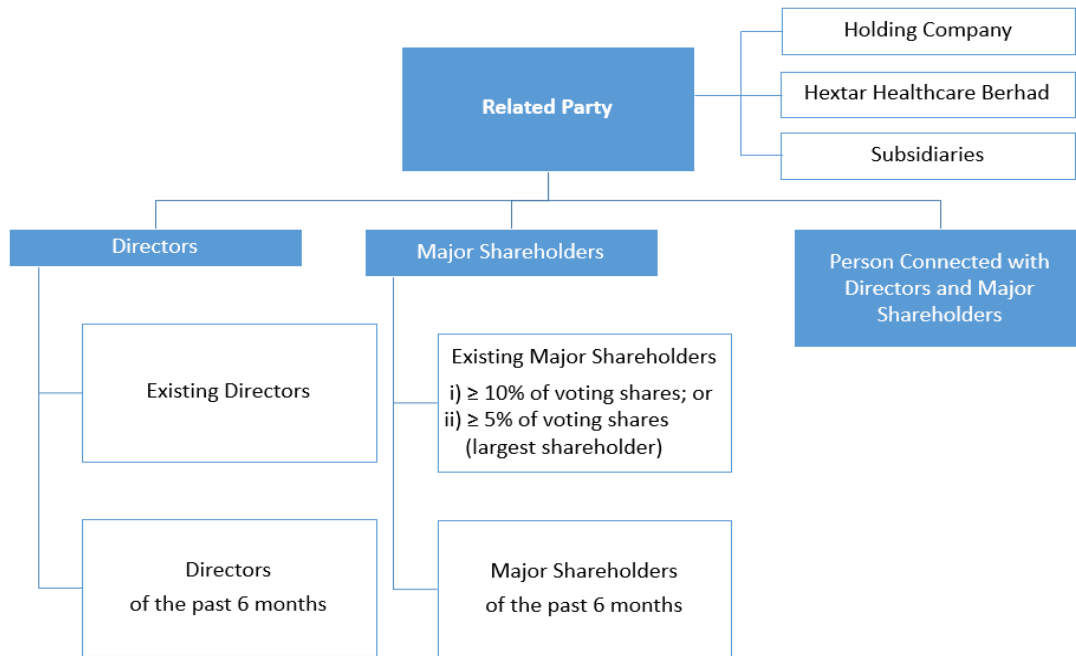 Holding Company
Related Party
Hextar Healthcare Berhad
Subsidiaries
Directors
Major Shareholders
Person Connected with
Directors and Major
Shareholders
Existing Directors
Existing Major Shareholders
i) ≥ 10% of voting shares; or
ii) ≥ 5% of voting shares
(largest shareholder)
Directors
of the past 6 months
Major Shareholders
of the past 6 months